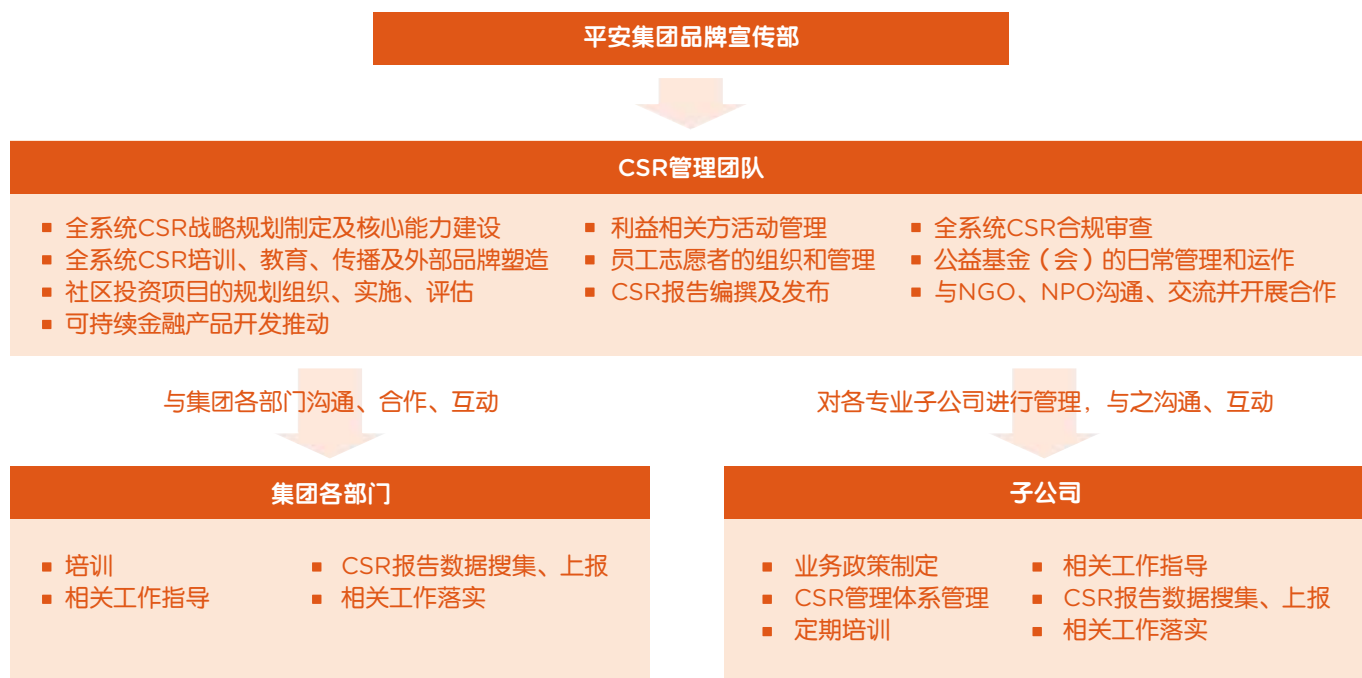 平安集团品牌宣传部
CSR管理团队
▪ 全系统CSR战略规划制定及核心能力建设
▪ 全系统CSR培训、教育、传播及外部品牌塑造
▪ 社区投资项目的规划组织、实施、评估
▪ 可持续金融产品开发推动
▪ 利益相关方活动管理
▪ 员工志愿者的组织和管理
▪ CSR报告编撰及发布
▪ 全系统CSR合规审查
▪ 公益基金（会）的日常管理和运作
▪ 与NGO、NPO沟通、交流并开展合作
与集团各部门沟通、合作、互动
对各专业子公司进行管理，与之沟通、互动
集团各部门
▪ 培训
▪ 相关工作指导
▪ CSR报告数据搜集、上报
▪ 相关工作落实
子公司
▪ 业务政策制定
▪ CSR管理体系管理
▪ 定期培训
▪ 相关工作指导
▪ CSR报告数据搜集、上报
▪ 相关工作落实